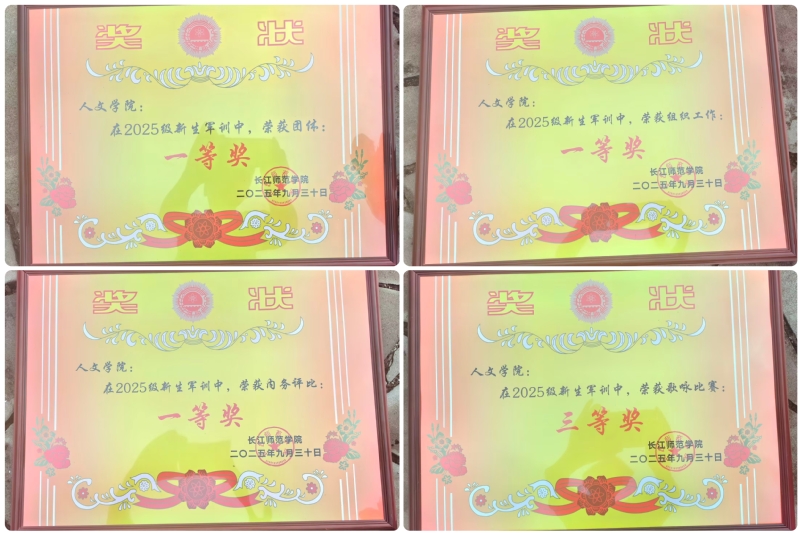 奖 状
人文学院：
在2025级新生军训中，荣获团体：
一等奖
长江师范学院
二〇二五年九月三十日
奖 状
人文学院：
在2025级新生军训中，荣获组织工作：
一等奖
长江师范学院
二〇二五年九月三十日
奖 状
人文学院：
在2025级新生军训中，荣获内务评比：
一等奖
长江师范学院
二〇二五年九月三十日
奖 状
人文学院：
在2025级新生军训中，荣获歌咏比赛：
三等奖
长江师范学院
二〇二五年九月三十日